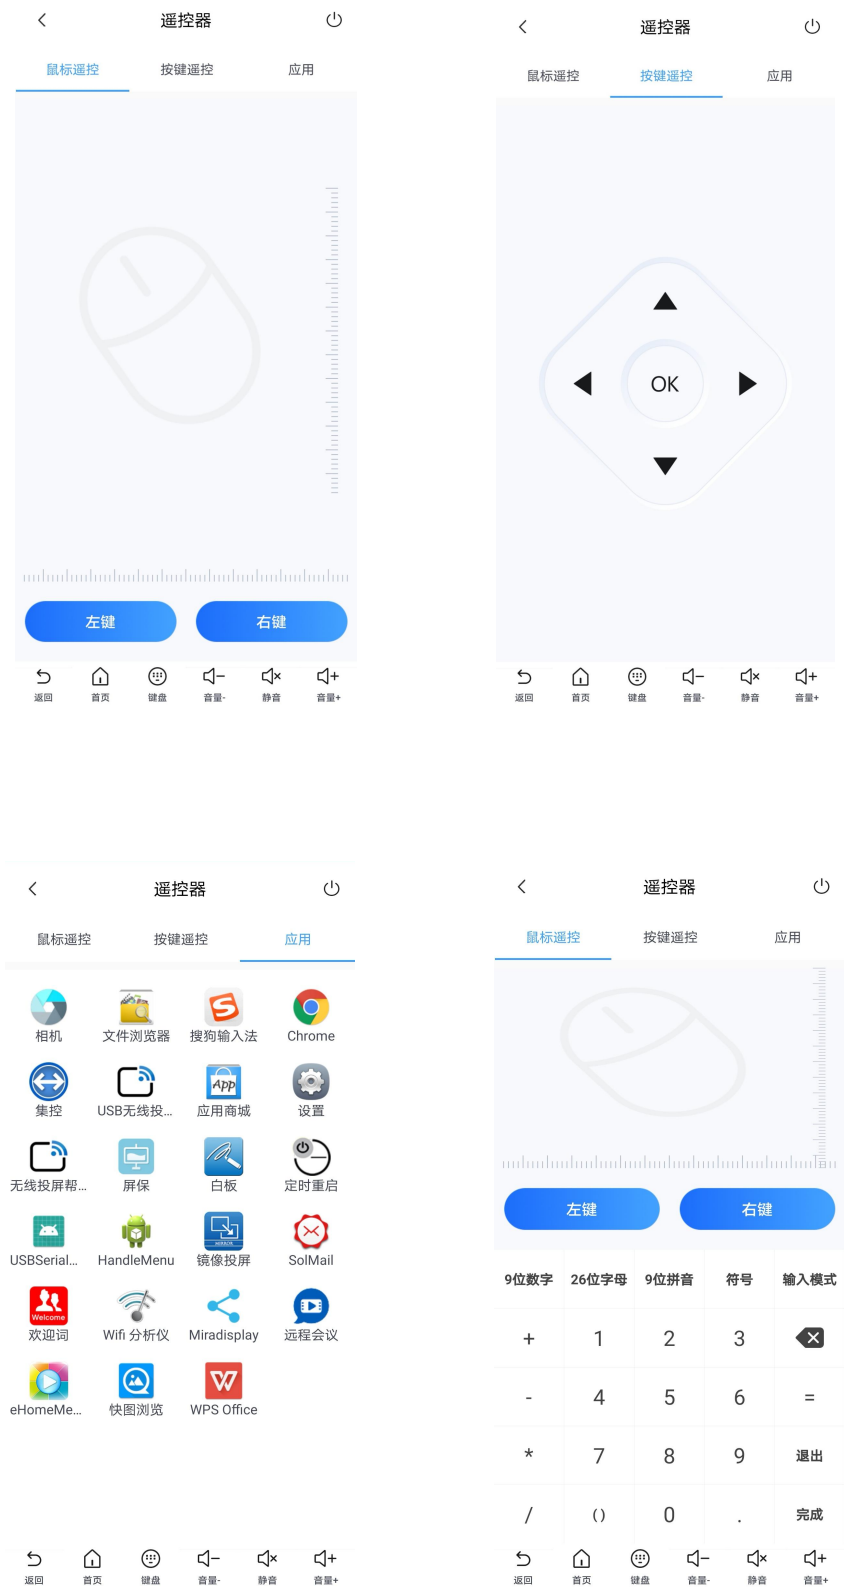 遥控器
鼠标遥控 按键遥控 应用
左键 右键
返回 首页 键盘 音量- 静音 音量+
遥控器
鼠标遥控 按键遥控 应用
OK
返回 首页 键盘 音量- 静音 音量+
遥控器
鼠标遥控 按键遥控 应用
相机 文件浏览器 搜狗输入法 Chrome
App
集控 USB无线投... 应用商城 设置
无线投屏帮... 屏保 白板 定时重启
MIRROR
USBSerial... HandleMenu 镜像投屏 SolMail
Welcome
欢迎词 Wifi 分析仪 Miradisplay 远程会议
eHomeMe... 快图浏览 WPS Office
返回 首页 键盘 音量- 静音 音量+
遥控器
鼠标遥控 按键遥控 应用
左键 右键
9位数字 26位字母 9位拼音 符号 输入模式
+ 1 2 3
- 4 5 6 =
* 7 8 9 退出
/ () 0 . 完成
返回 首页 键盘 音量- 静音 音量+